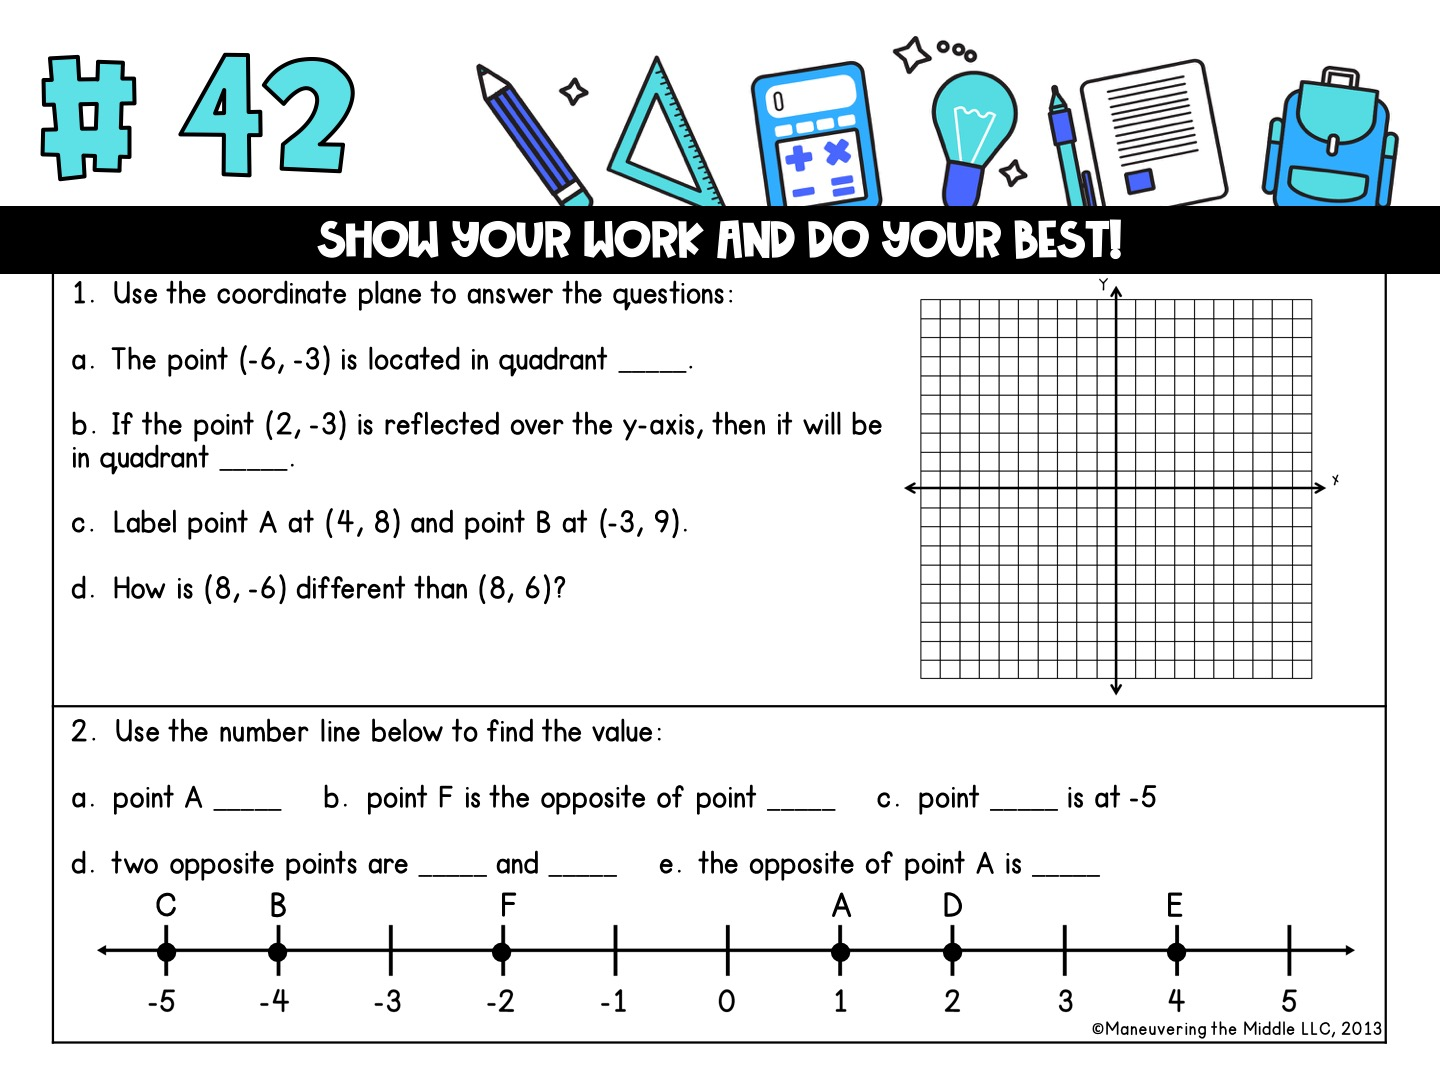 # 42
SHOW YOUR WORK AND DO YOUR BEST!
1. Use the coordinate plane to answer the questions:
a. The point (-6, -3) is located in quadrant _____.
b. If the point (2, -3) is reflected over the y-axis, then it will be
in quadrant _____.
c. Label point A at (4, 8) and point B at (-3, 9).
d. How is (8, -6) different than (8, 6)?
Y
X
0
2. Use the number line below to find the value:
a. point A _____ b. point F is the opposite of point _____ c. point _____ is at -5
d. two opposite points are _____ and _____ e. the opposite of point A is _____
C B F A D E
-5 -4 -3 -2 -1 0 1 2 3 4 5
©Maneuvering the Middle LLC, 2013